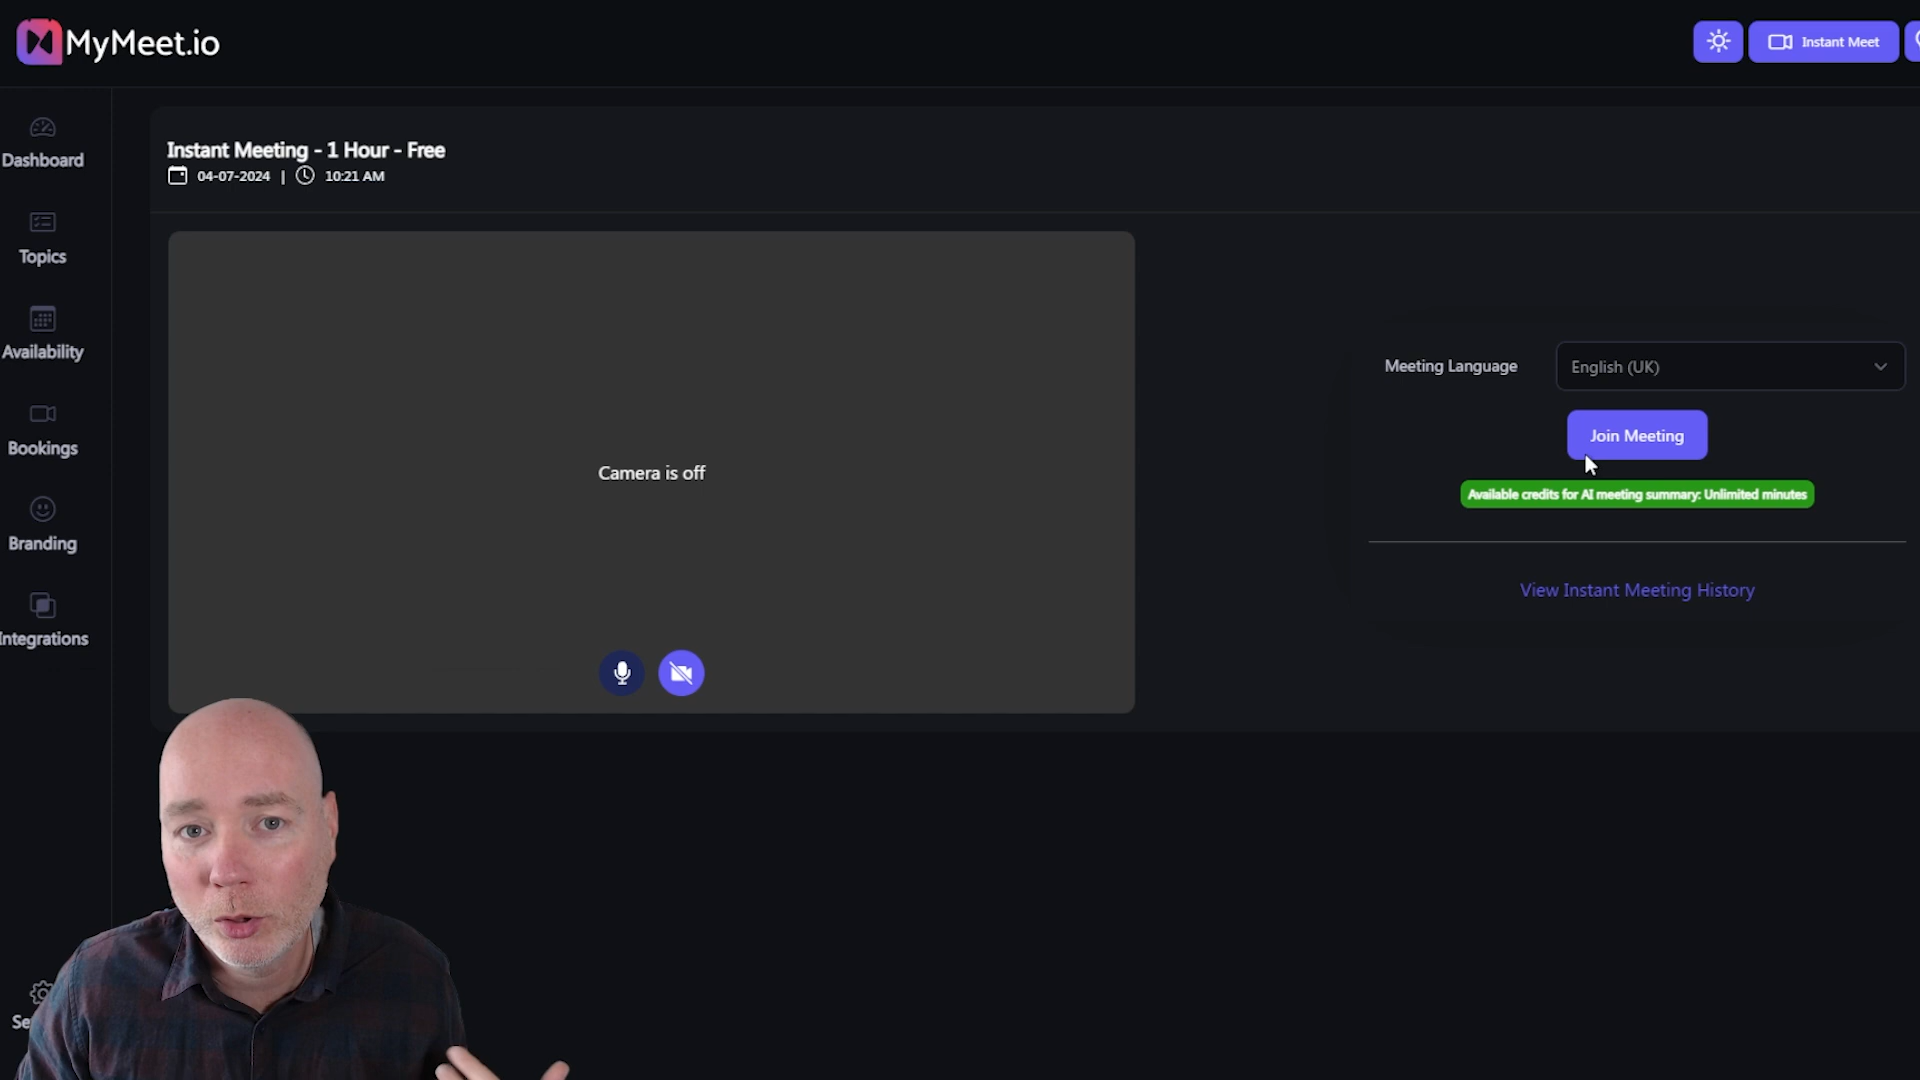 MyMeet.io
Instant Meet
Dashboard
Topics
Availability
Bookings
Branding
Integrations
Se
Instant Meeting - 1 Hour - Free
04-07-2024 | 10:21 AM
Camera is off
Meeting Language
English (UK)
Join Meeting
Available credits for AI meeting summary: Unlimited minutes
View Instant Meeting History